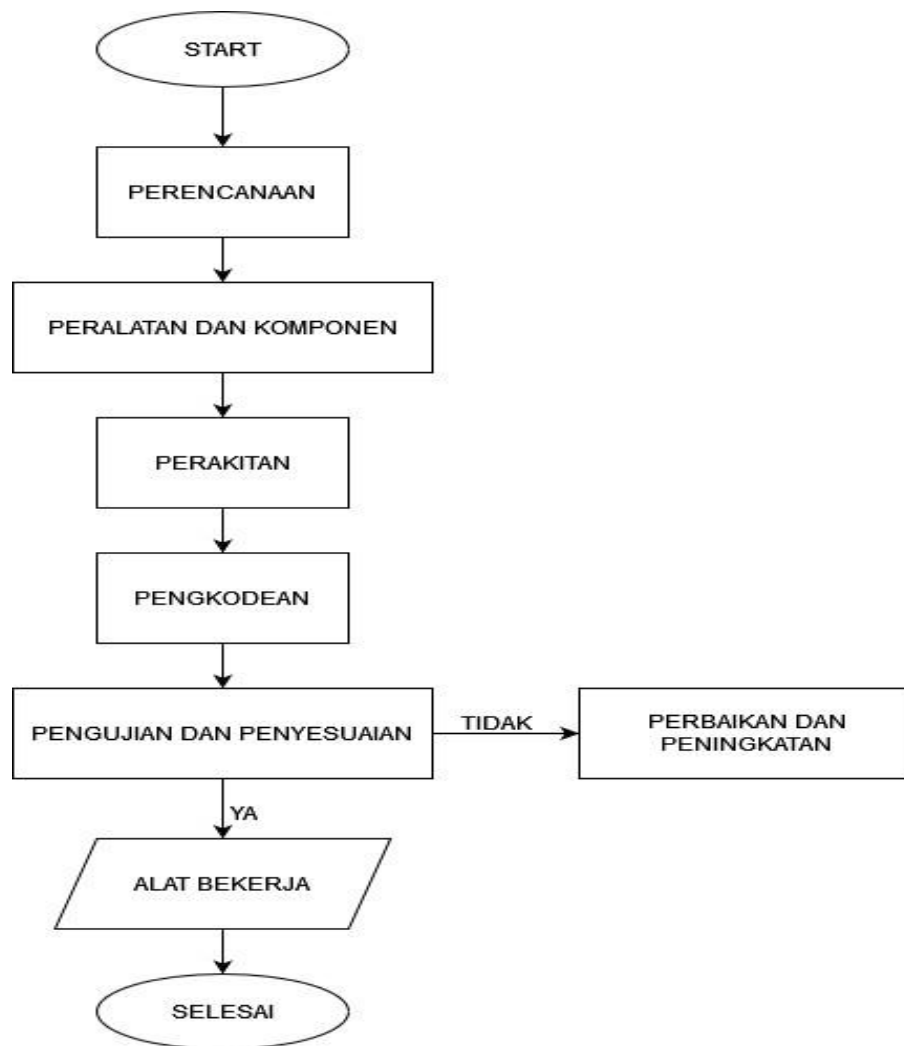 START
PERENCANAAN
PERALATAN DAN KOMPONEN
PERAKITAN
PENGKODEAN
PENGUJIAN DAN PENYESUAIAN
TIDAK
PERBAIKAN DAN
PENINGKATAN
YA
ALAT BEKERJA
SELESAI